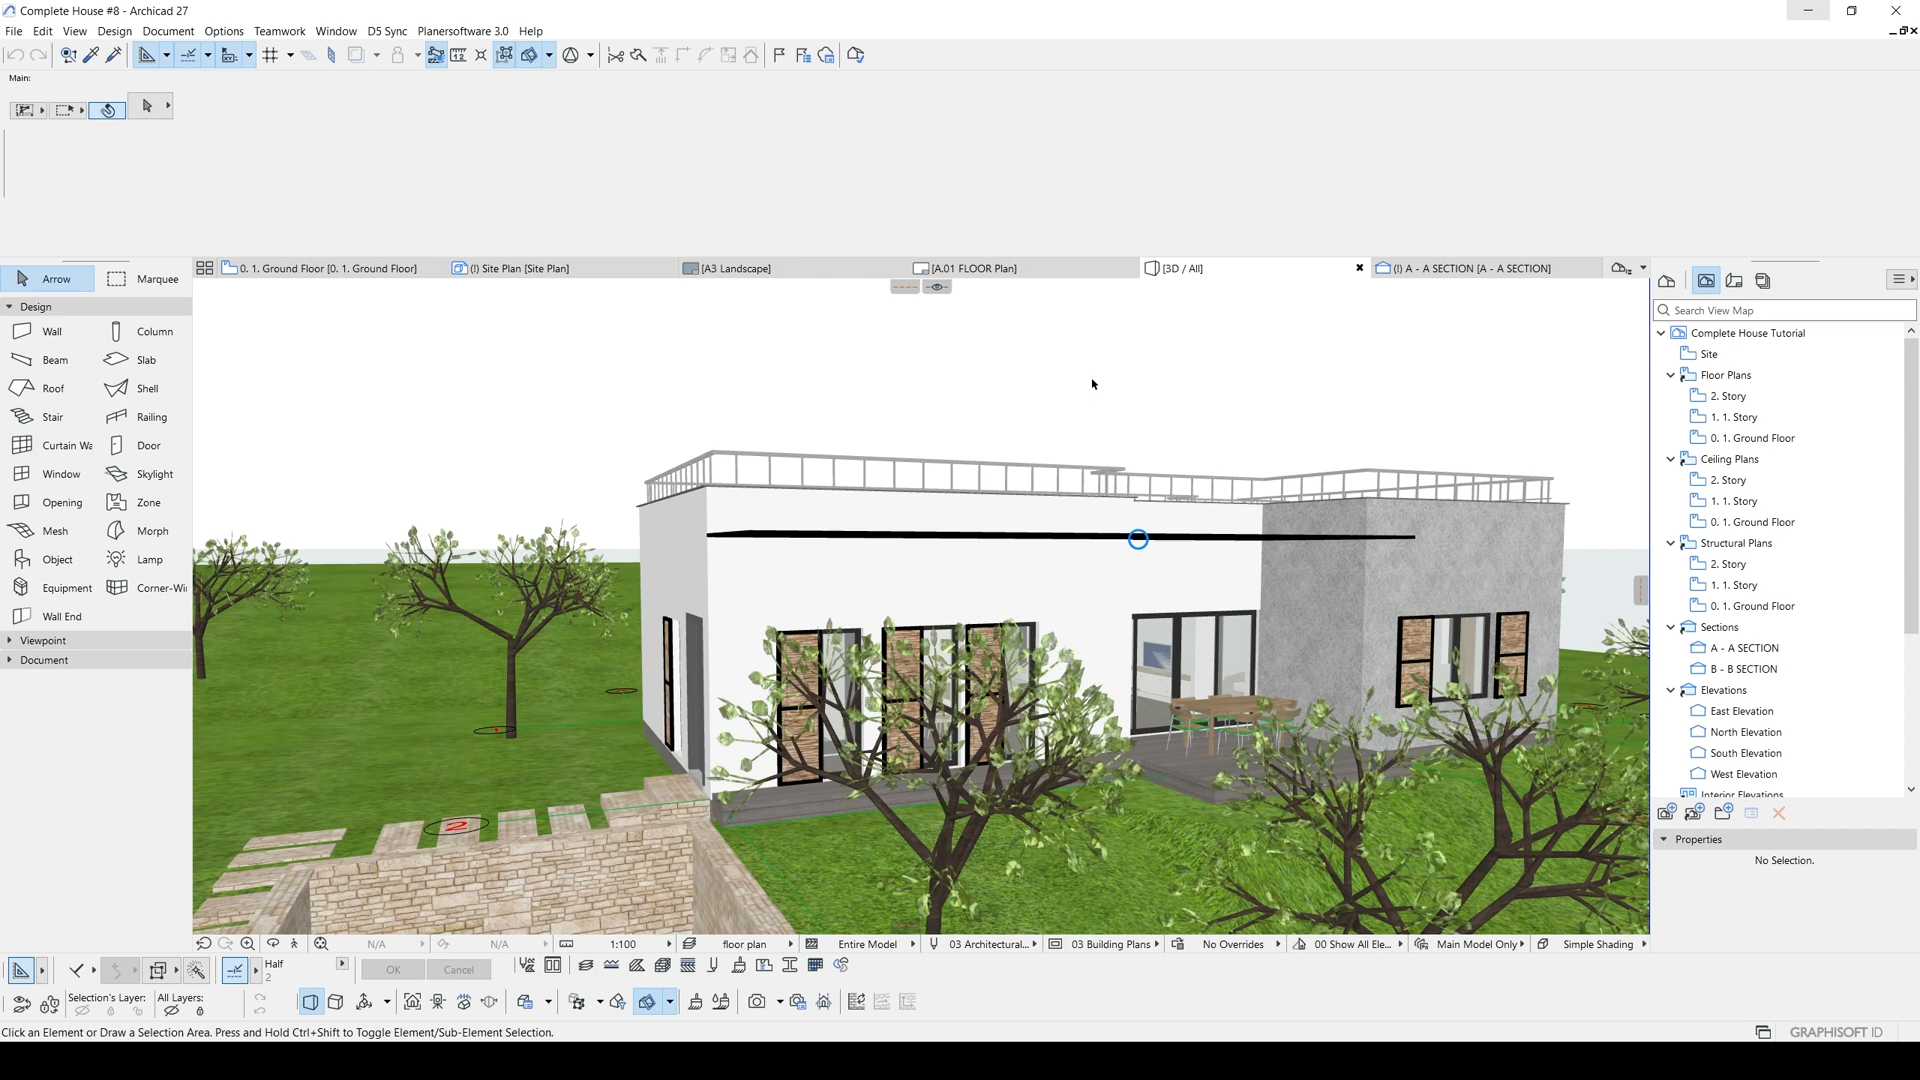 Complete House #8 - Archicad 27
File Edit View Design Document Options Teamwork Window D5 Sync Planersoftware 3.0 Help
Main:
0. 1. Ground Floor [0. 1. Ground Floor]
(!) Site Plan [Site Plan]
[A3 Landscape]
[A.01 FLOOR Plan]
[3D / All]
(!) A - A SECTION [A - A SECTION]
Arrow
Marquee
Design
Wall
Column
Beam
Slab
Roof
Shell
Stair
Railing
Curtain Wa
Door
Window
Skylight
Opening
Zone
Mesh
Morph
Object
Lamp
Equipment
Corner-Wi
Wall End
Viewpoint
Document
2
Search View Map
Complete House Tutorial
Site
Floor Plans
2. Story
1. 1. Story
0. 1. Ground Floor
Ceiling Plans
2. Story
1. 1. Story
0. 1. Ground Floor
Structural Plans
2. Story
1. 1. Story
0. 1. Ground Floor
Sections
A - A SECTION
B - B SECTION
Elevations
East Elevation
North Elevation
South Elevation
West Elevation
Interior Elevations
Properties
No Selection.
N/A
N/A
1:100
floor plan
Entire Model
03 Architectural...
03 Building Plans
No Overrides
00 Show All Ele...
Main Model Only
Simple Shading
Half
2
OK
Cancel
Selection's Layer:
All Layers:
Click an Element or Draw a Selection Area. Press and Hold Ctrl+Shift to Toggle Element/Sub-Element Selection.
GRAPHISOFT ID